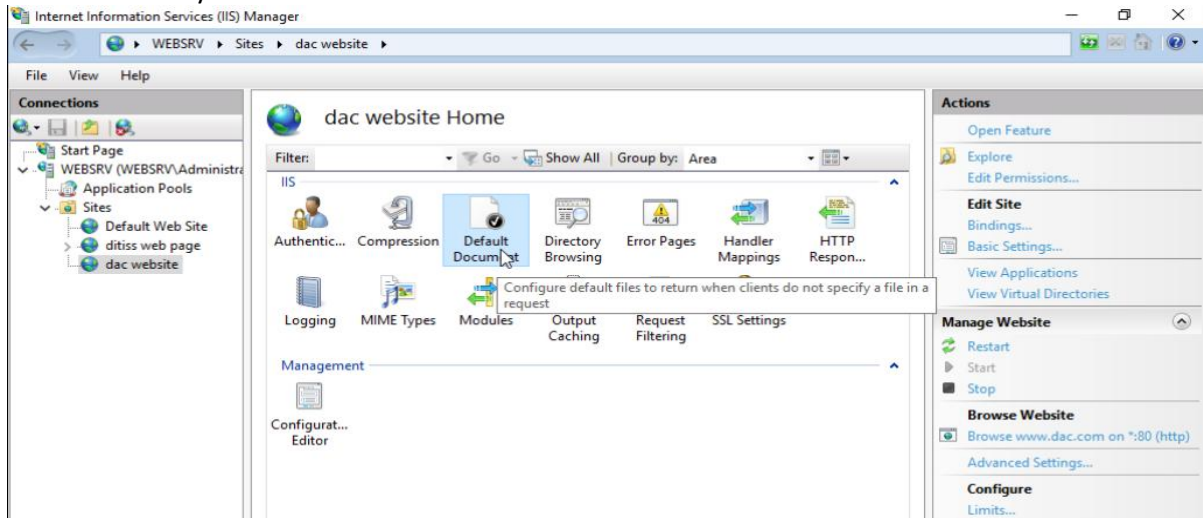 Internet Information Services (IIS) Manager
WEBSRV ▸ Sites ▸ dac website ▸
File View Help
Connections
Start Page
WEBSRV (WEBSRV\Administra
Application Pools
Sites
Default Web Site
ditiss web page
dac website
dac website Home
Filter: Go Show All Group by: Area
IIS
Authentic... Compression Default Document Directory Browsing Error Pages Handler Mappings HTTP Respon...
Configure default files to return when clients do not specify a file in a
request
Logging MIME Types Modules Output Caching Request Filtering SSL Settings
Management
Configurat...
Editor
Actions
Open Feature
Explore
Edit Permissions...
Edit Site
Bindings...
Basic Settings...
View Applications
View Virtual Directories
Manage Website
Restart
Start
Stop
Browse Website
Browse www.dac.com on *:80 (http)
Advanced Settings...
Configure
Limits...